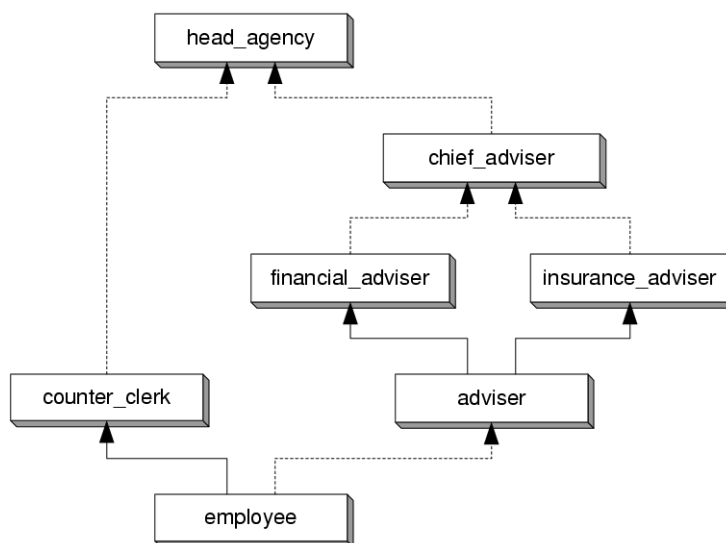 head_agency
chief_adviser
financial_adviser
insurance_adviser
counter_clerk
adviser
employee